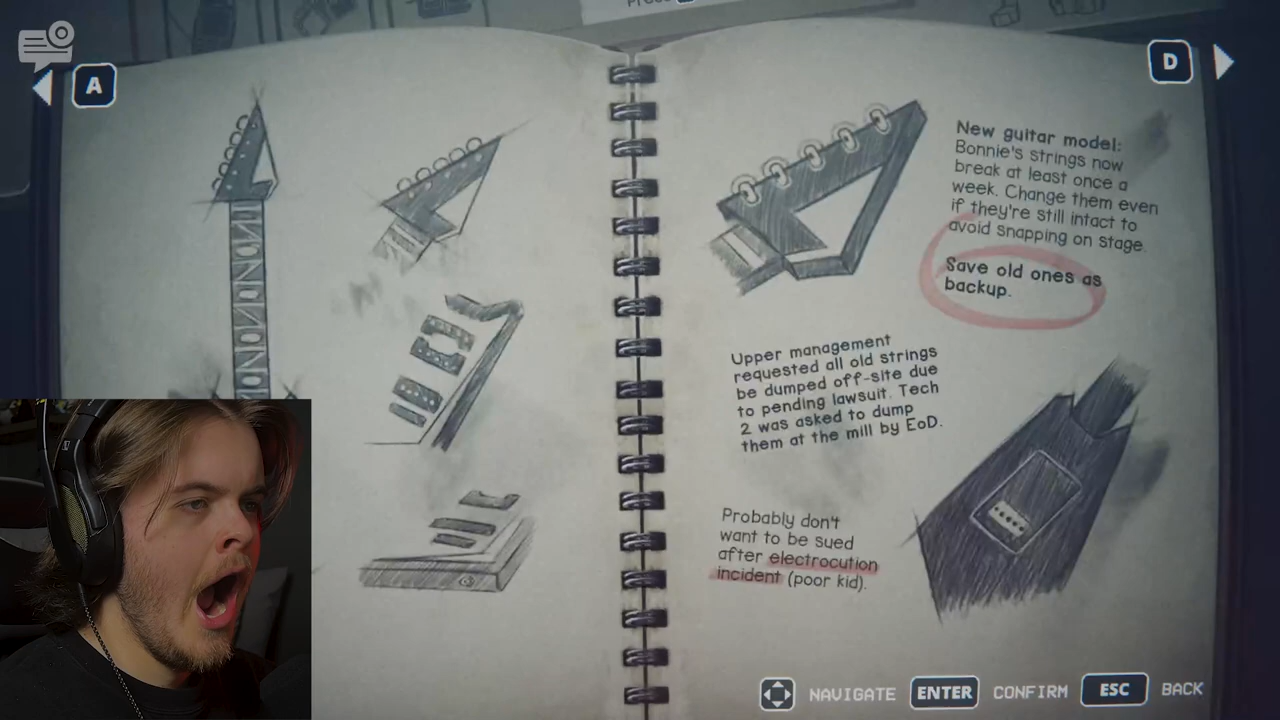 A
D
New guitar model:
Bonnie's strings now
break at least once a
week. Change them even
if they're still intact to
avoid snapping on stage.
Save old ones as
backup.
Upper management
requested all old strings
be dumped off-site due
to pending lawsuit. Tech
2 was asked to dump
them at the mill by EoD.
Probably don't
want to be sued
after electrocution
incident (poor kid).
NAVIGATE ENTER CONFIRM ESC BACK